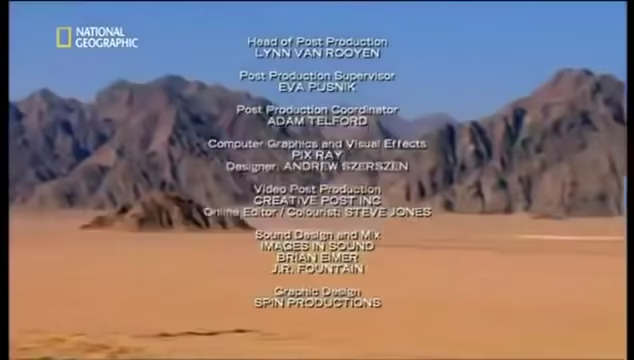 NATIONAL
GEOGRAPHIC
Head of Post Production
LYNN VAN ROOYEN
Post Production Supervisor
EVA PUSNIK
Post Production Coordinator
ADAM TELFORD
Computer Graphics and Visual Effects
PIX RAY
Designer: ANDREW SZERSZEN
Video Post Production
CREATIVE POST INC
Online Editor / Colourist: STEVE JONES
Sound Design and Mix
IMAGES IN SOUND
BRIAN EIMER
J.R. FOUNTAIN
Graphic Design
SPIN PRODUCTIONS